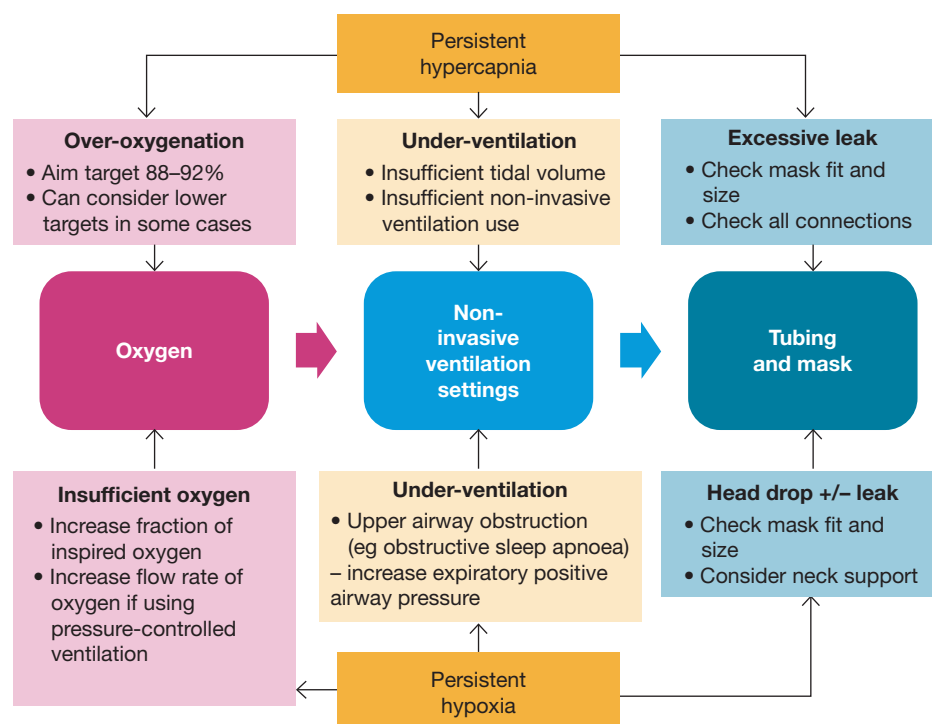 Persistent
hypercapnia
Over-oxygenation
• Aim target 88–92%
• Can consider lower
targets in some cases
Under-ventilation
• Insufficient tidal volume
• Insufficient non-invasive
ventilation use
Excessive leak
• Check mask fit and
size
• Check all connections
Oxygen
Non-
invasive
ventilation
settings
Tubing
and mask
Insufficient oxygen
• Increase fraction of
inspired oxygen
• Increase flow rate of
oxygen if using
pressure-controlled
ventilation
Under-ventilation
• Upper airway obstruction
(eg obstructive sleep apnoea)
– increase expiratory positive
airway pressure
Head drop +/– leak
• Check mask fit and
size
• Consider neck support
Persistent
hypoxia